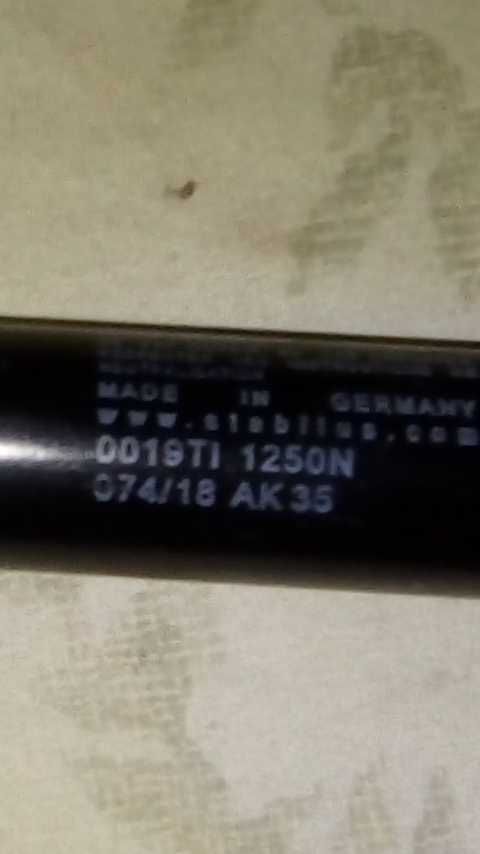 MADE IN GERMANY
www.stabilus.com
0019TI 1250N
074/18 AK35